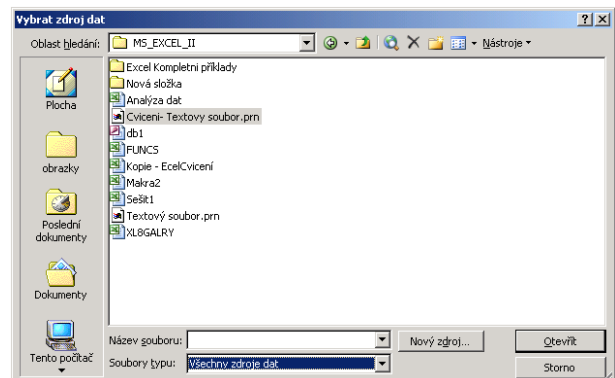 Vybrat zdroj dat
Oblast hledání: MS_EXCEL_II Nástroje
Plocha
obrazky
Poslední
dokumenty
Dokumenty
Tento počítač
Excel Kompletni příklady
Nová složka
Analýza dat
Cviceni- Textovy soubor.prn
db1
FUNCS
Kopie - EcelCvicení
Makra2
Sešit1
Textový soubor.prn
XL8GALRY
Název souboru: Nový zdroj... Otevřít
Soubory typu: Všechny zdroje dat Storno